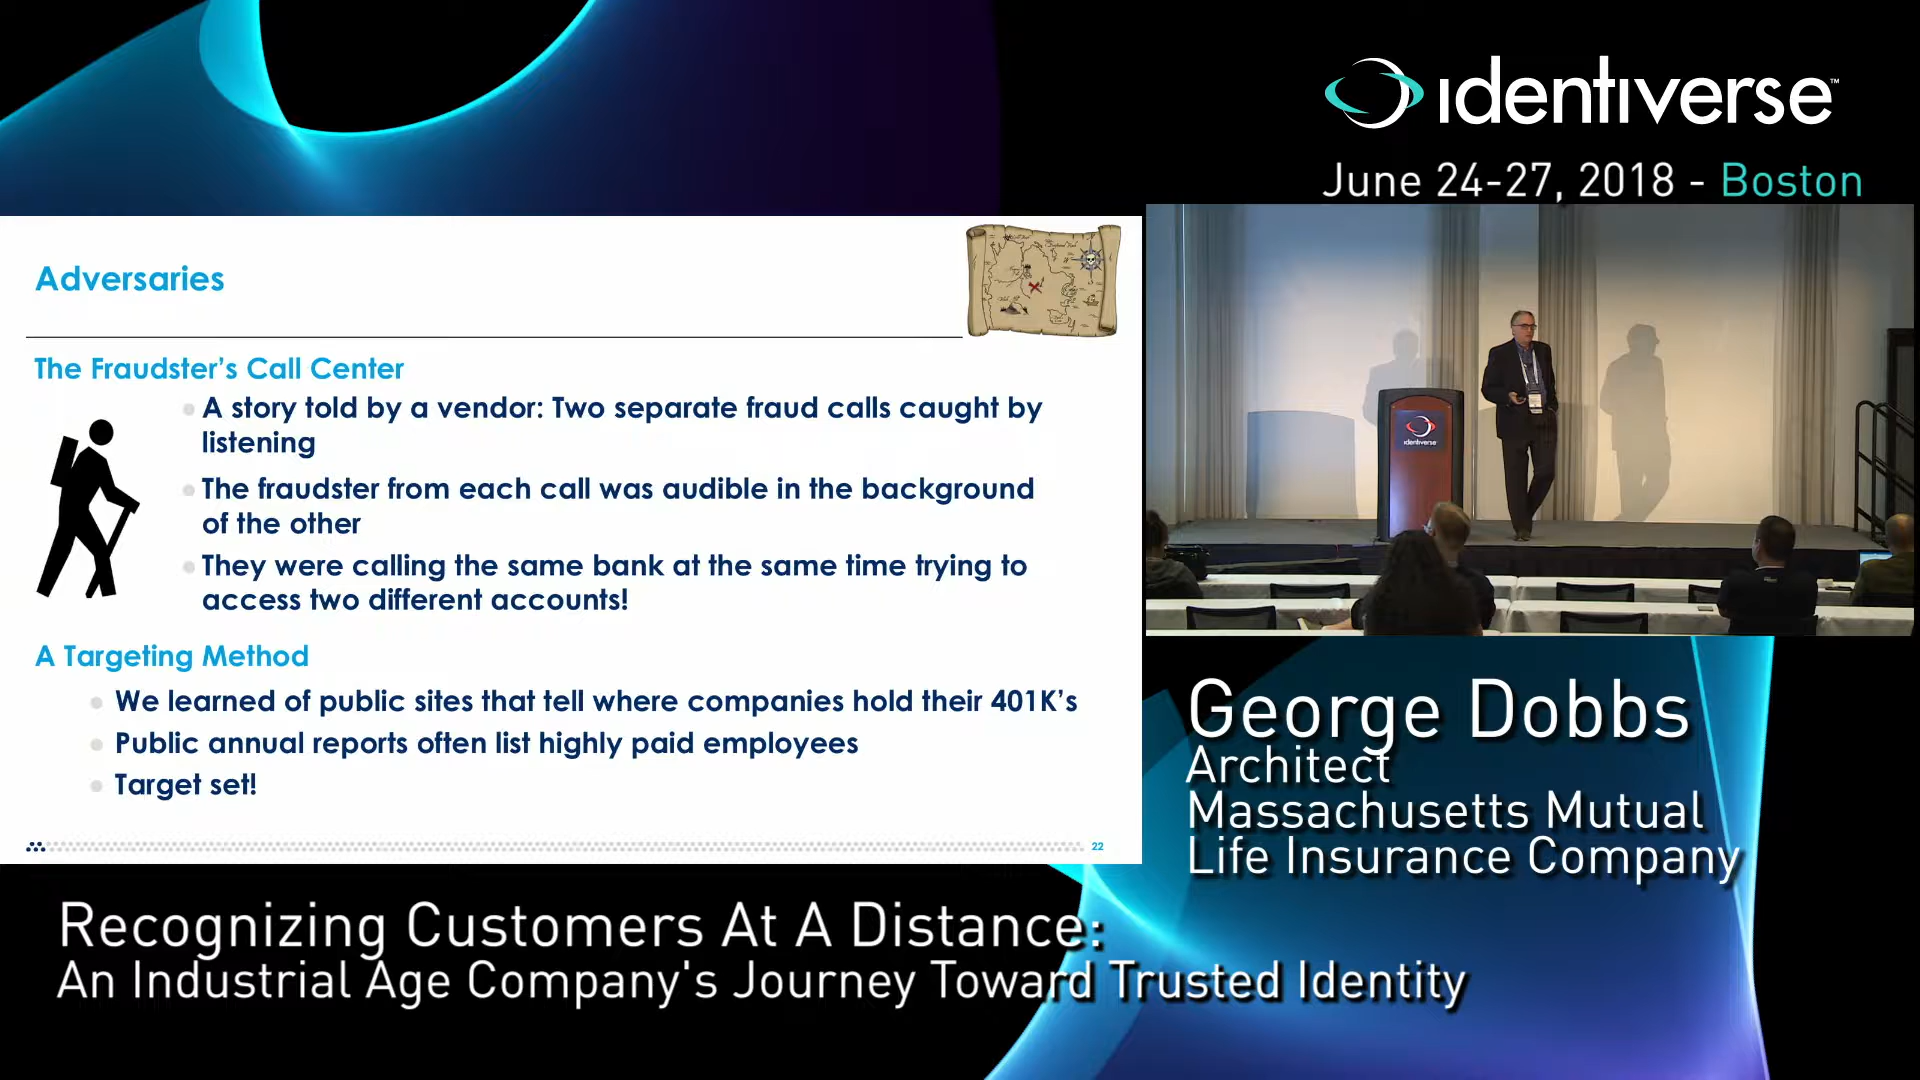 identiverse™
June 24-27, 2018 - Boston
Adversaries
The Fraudster's Call Center
A story told by a vendor: Two separate fraud calls caught by
listening
The fraudster from each call was audible in the background
of the other
They were calling the same bank at the same time trying to
access two different accounts!
A Targeting Method
We learned of public sites that tell where companies hold their 401K's
Public annual reports often list highly paid employees
Target set!
22
identiverse
George Dobbs
Architect
Massachusetts Mutual
Life Insurance Company
Recognizing Customers At A Distance:
An Industrial Age Company's Journey Toward Trusted Identity